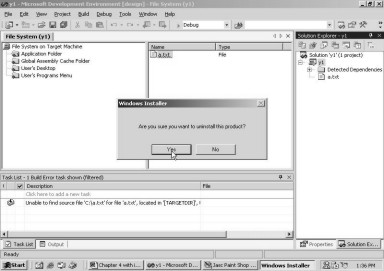 y1 - Microsoft Development Environment [design] - File System (y1)
File Edit View Project Build Debug Tools Window Help
Debug
File System (y1)
File System on Target Machine
Application Folder
Global Assembly Cache Folder
User's Desktop
User's Programs Menu
Name Type
a.txt File
Solution Explorer - y1
Solution 'y1' (1 project)
y1
Detected Dependencies
a.txt
Windows Installer
Are you sure you want to uninstall this product?
Yes No
Task List - 1 Build Error task shown (filtered)
! Description File
Click here to add a new task
Unable to find source file 'C:\a.txt' for file 'a.txt', located in '[TARGETDIR]',
Task List Output
Properties Solution Ex...
Ready
Start Chapter 4 with i... y1 - Microsoft D... Jasc Paint Shop ... Windows Installer 1:36 PM